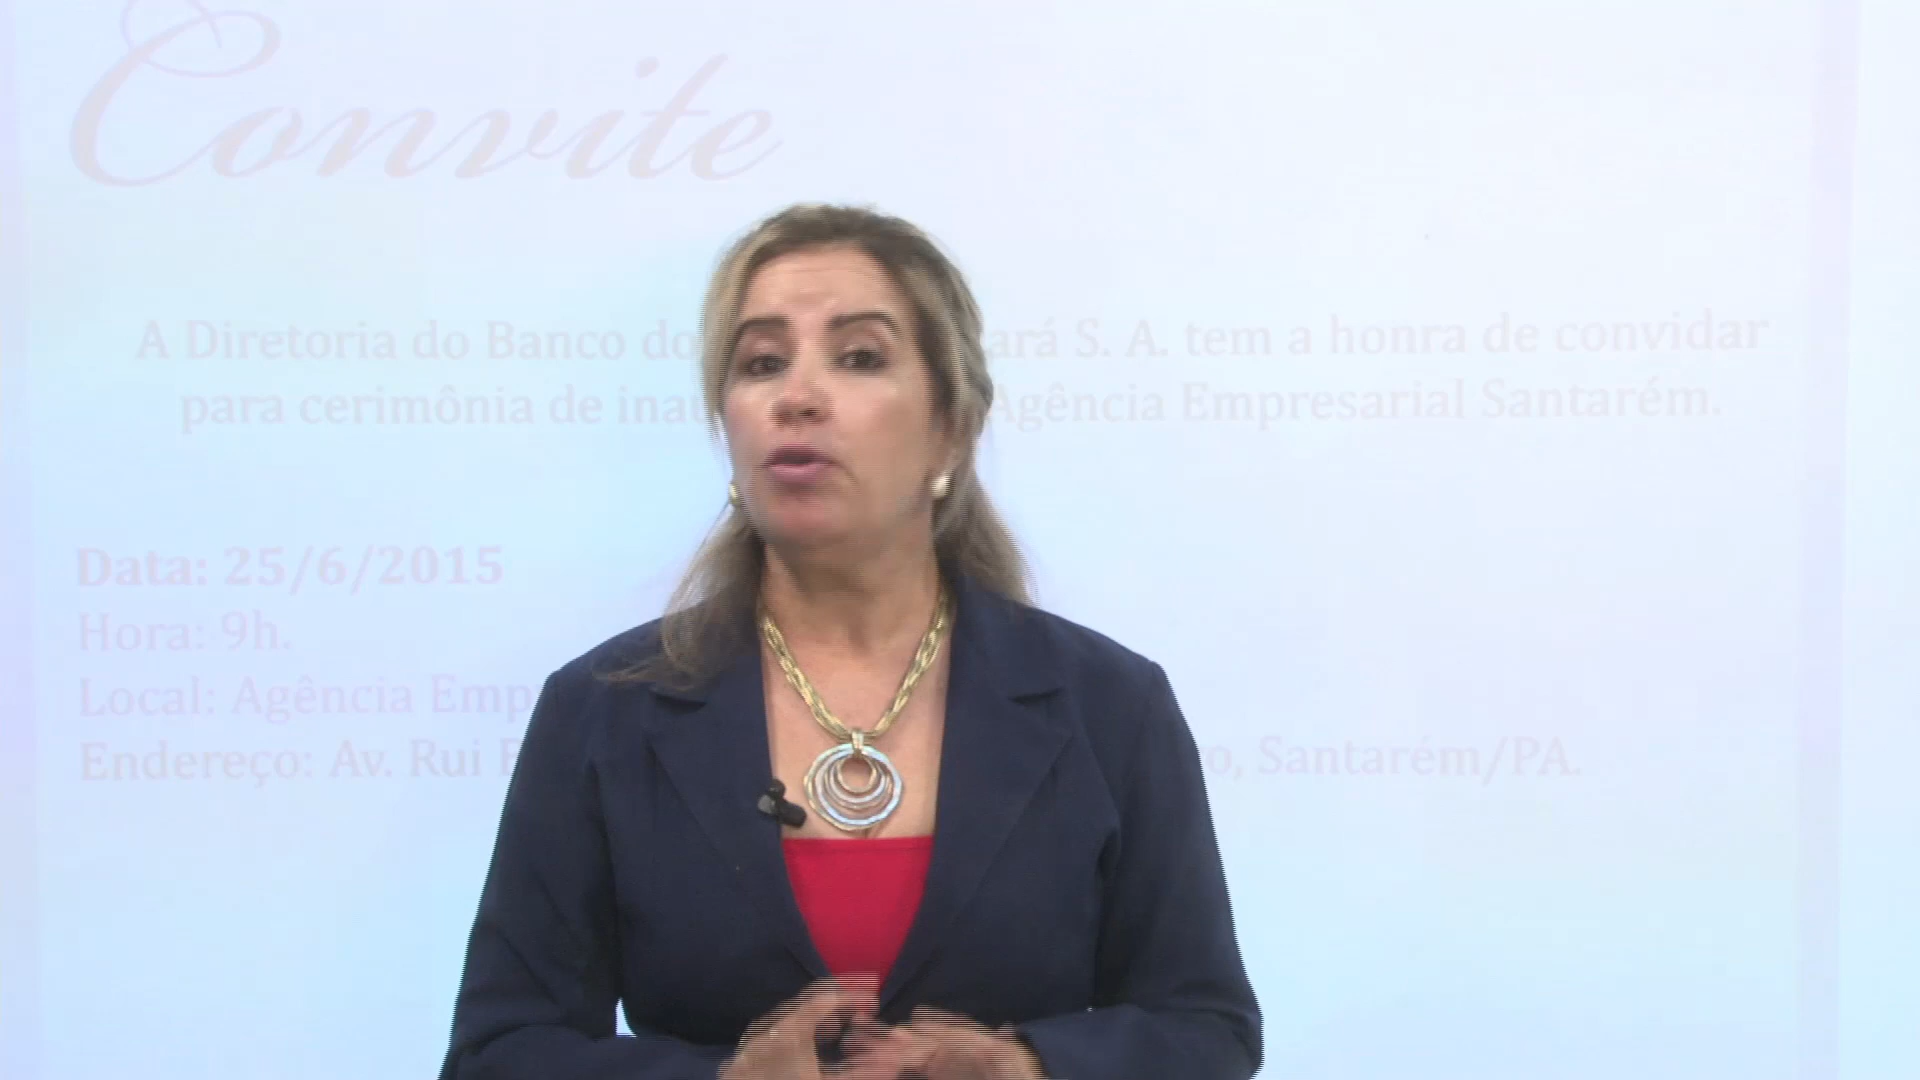 Convite
A Diretoria do Banco do ará S. A. tem a honra de convidar
para cerimônia de inau Agência Empresarial Santarém.
Data: 25/6/2015
Hora: 9h.
Local: Agência Emp
Endereço: Av. Rui o, Santarém/PA.